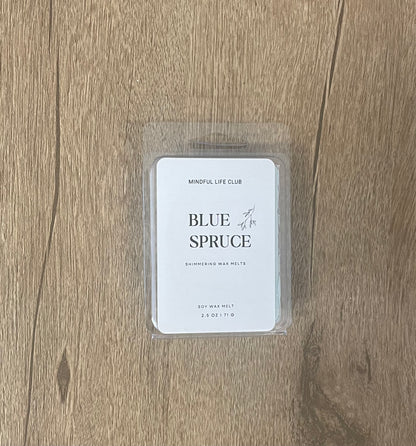 MINDFUL LIFE CLUB
BLUE
SPRUCE
SHIMMERING WAX MELTS
SOY WAX MELT
2.5 OZ | 71 G